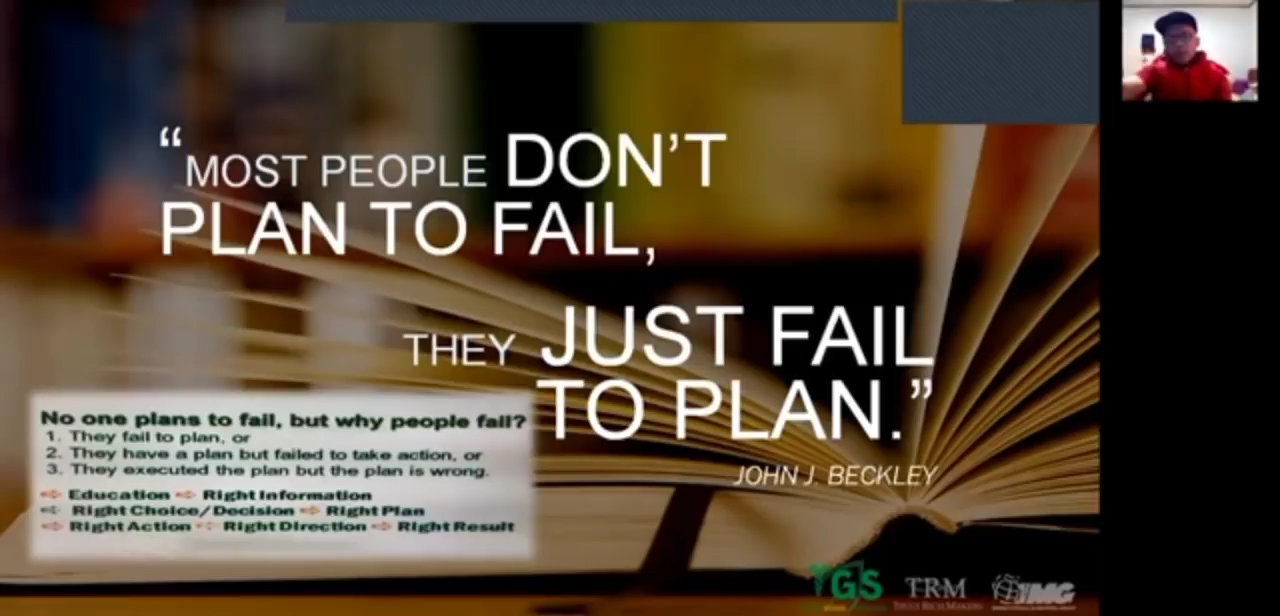 “MOST PEOPLE DON’T
PLAN TO FAIL,
THEY JUST FAIL
TO PLAN.”
JOHN J. BECKLEY
No one plans to fail, but why people fail?
1. They fail to plan, or
2. They have a plan but failed to take action, or
3. They executed the plan but the plan is wrong.
⇨ Education ⇨ Right Information
⇨ Right Choice/Decision ⇨ Right Plan
⇨ Right Action ⇨ Right Direction ⇨ Right Result
GS TRM IMG
TRULY RICH MAKERS